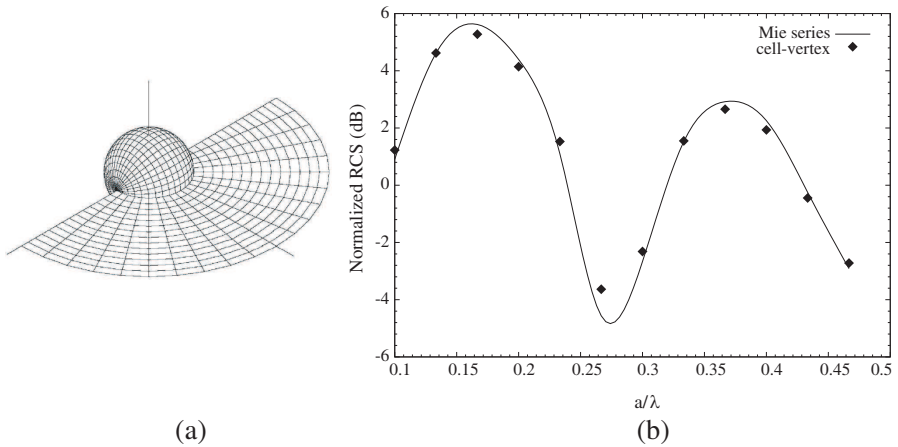 (a)
6
4
2
0
-2
-4
-6
Normalized RCS (dB)
Mie series
cell-vertex
0.1 0.15 0.2 0.25 0.3 0.35 0.4 0.45 0.5
a/λ
(b)